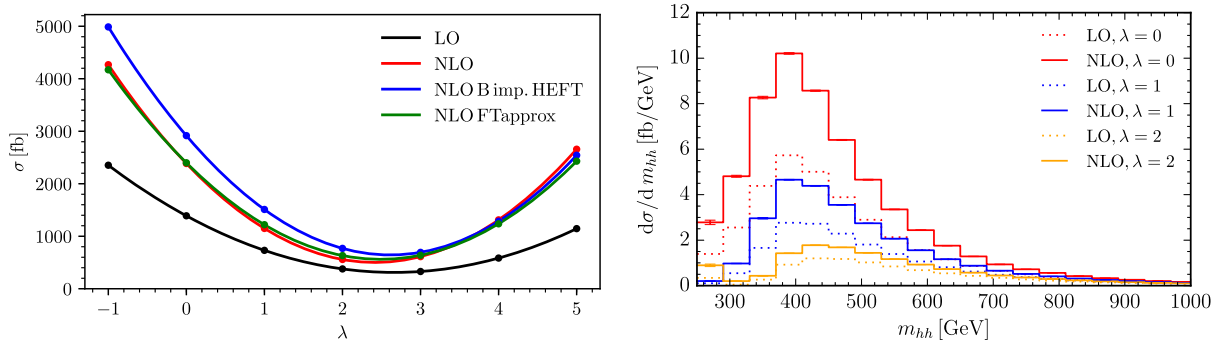 5000
4000
3000
2000
1000
0
σ [fb]
−1 0 1 2 3 4 5
λ
LO
NLO
NLO B imp. HEFT
NLO FTapprox
12
10
8
6
4
2
0
dσ/d m_hh [fb/GeV]
300 400 500 600 700 800 900 1000
m_hh [GeV]
LO, λ = 0
NLO, λ = 0
LO, λ = 1
NLO, λ = 1
LO, λ = 2
NLO, λ = 2